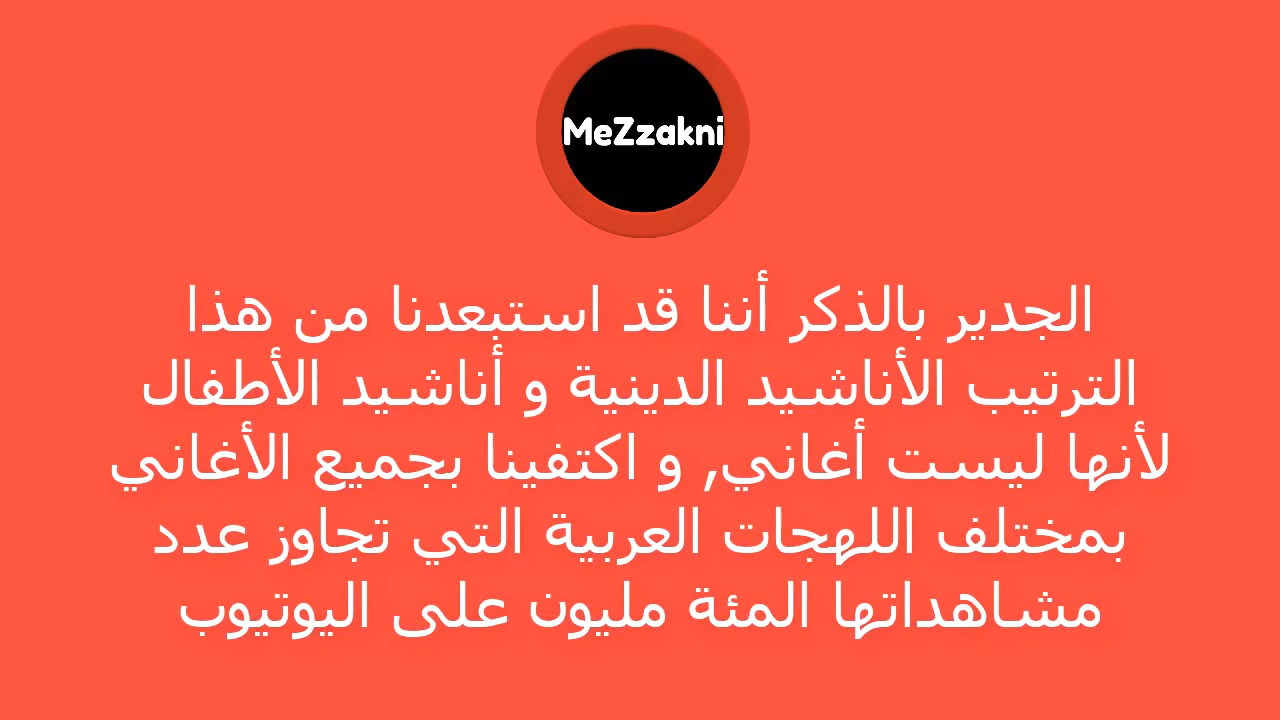 MeZzakni
الجدير بالذكر أننا قد استبعدنا من هذا
الترتيب الأناشيد الدينية و أناشيد الأطفال
لأنها ليست أغاني, و اكتفينا بجميع الأغاني
بمختلف اللهجات العربية التي تجاوز عدد
مشاهداتها المئة مليون على اليوتيوب